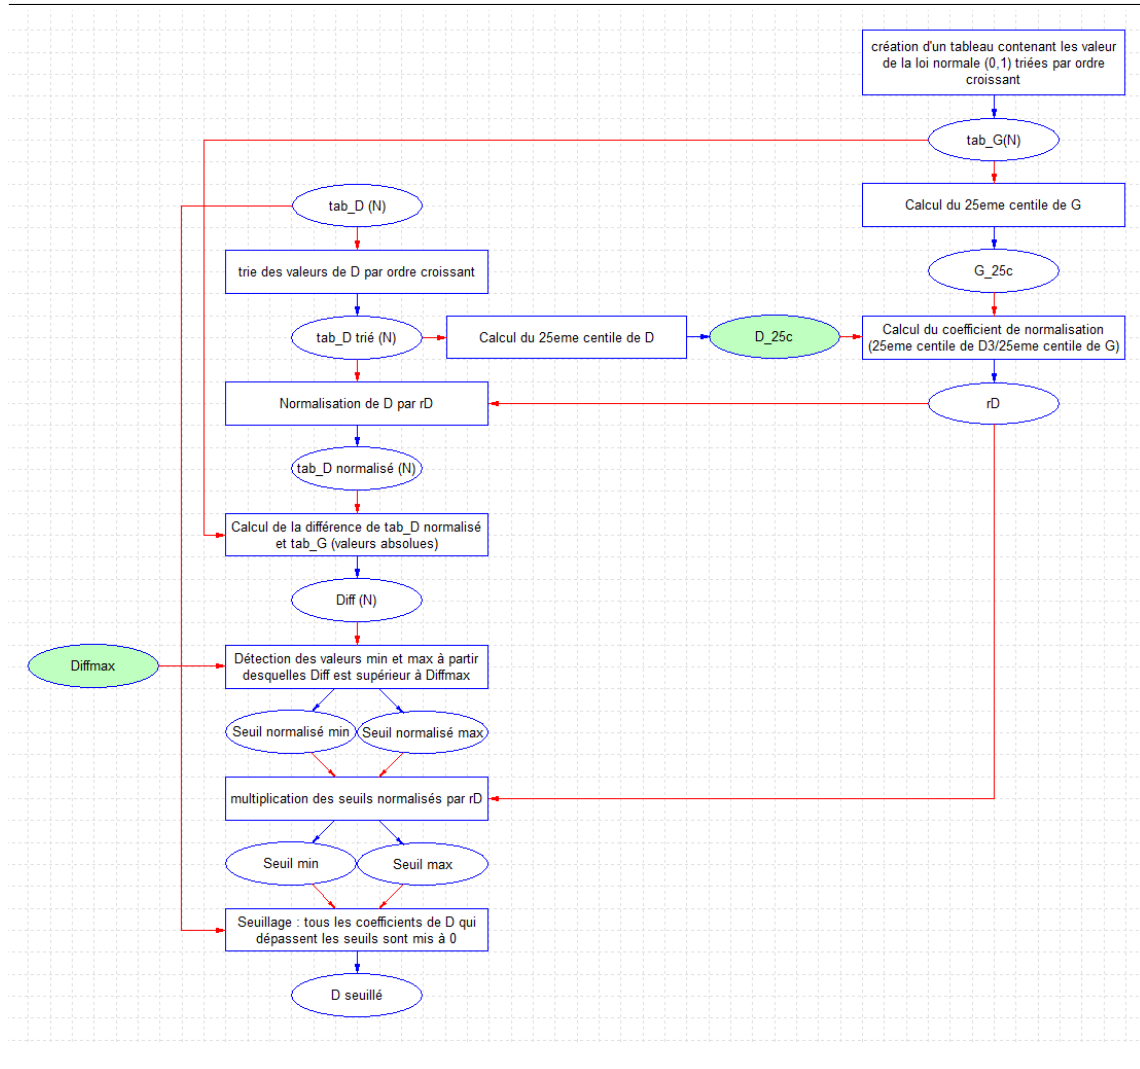 création d'un tableau contenant les valeur
de la loi normale (0,1) triées par ordre
croissant
tab_G(N)
Calcul du 25eme centile de G
tab_D (N)
trie des valeurs de D par ordre croissant
G_25c
tab_D trié (N)
Calcul du 25eme centile de D
D_25c
Calcul du coefficient de normalisation
(25eme centile de D3/25eme centile de G)
Normalisation de D par rD
rD
tab_D normalisé (N)
Calcul de la différence de tab_D normalisé
et tab_G (valeurs absolues)
Diff (N)
Diffmax
Détection des valeurs min et max à partir
desquelles Diff est supérieur à Diffmax
Seuil normalisé min
Seuil normalisé max
multiplication des seuils normalisés par rD
Seuil min
Seuil max
Seuillage : tous les coefficients de D qui
dépassent les seuils sont mis à 0
D seuillé